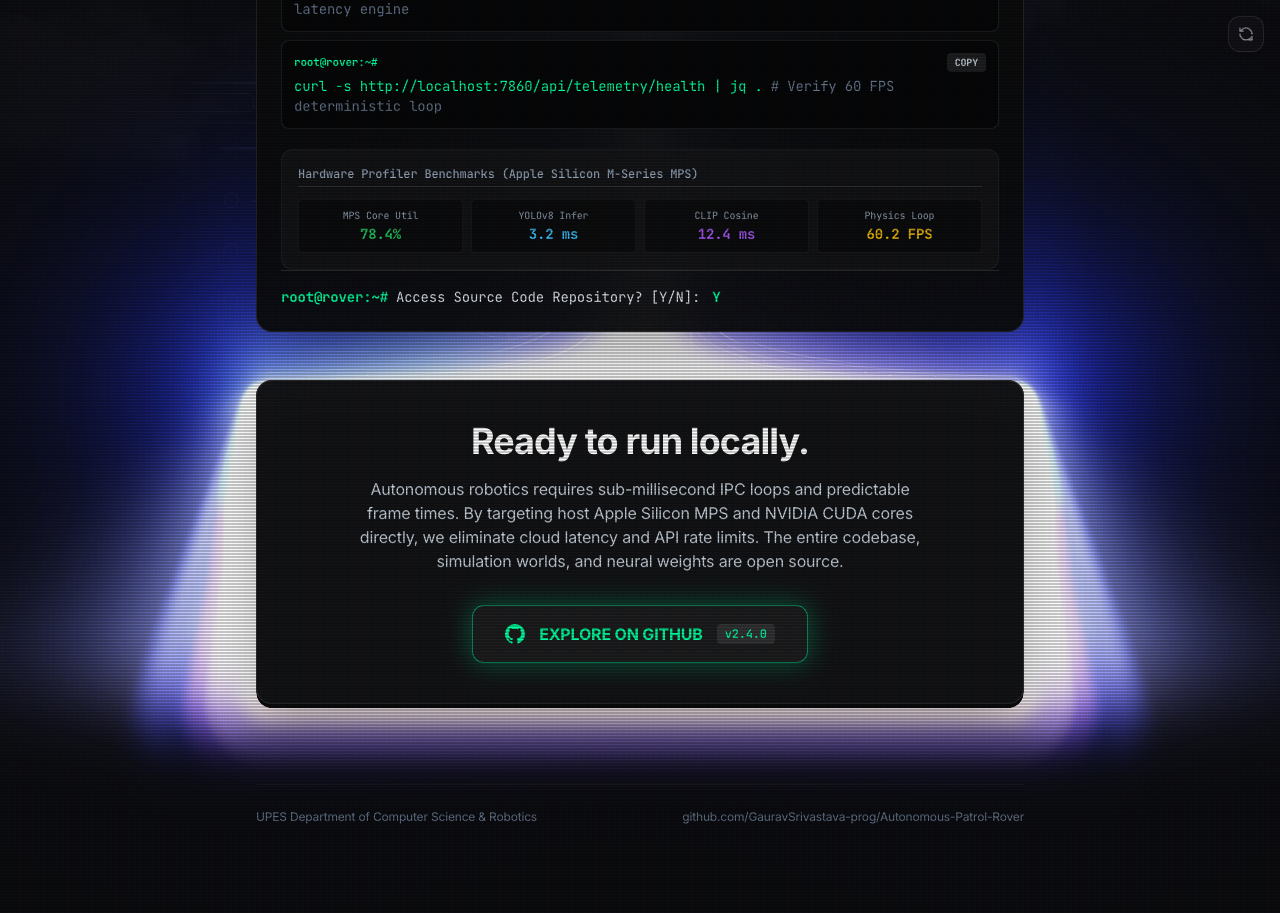 latency engine
root@rover:~#
COPY
curl -s http://localhost:7860/api/telemetry/health | jq . # Verify 60 FPS
deterministic loop
Hardware Profiler Benchmarks (Apple Silicon M-Series MPS)
MPS Core Util
78.4%
YOLOv8 Infer
3.2 ms
CLIP Cosine
12.4 ms
Physics Loop
60.2 FPS
root@rover:~# Access Source Code Repository? [Y/N]: Y
Ready to run locally.
Autonomous robotics requires sub-millisecond IPC loops and predictable
frame times. By targeting host Apple Silicon MPS and NVIDIA CUDA cores
directly, we eliminate cloud latency and API rate limits. The entire codebase,
simulation worlds, and neural weights are open source.
EXPLORE ON GITHUB v2.4.0
UPES Department of Computer Science & Robotics
github.com/GauravSrivastava-prog/Autonomous-Patrol-Rover